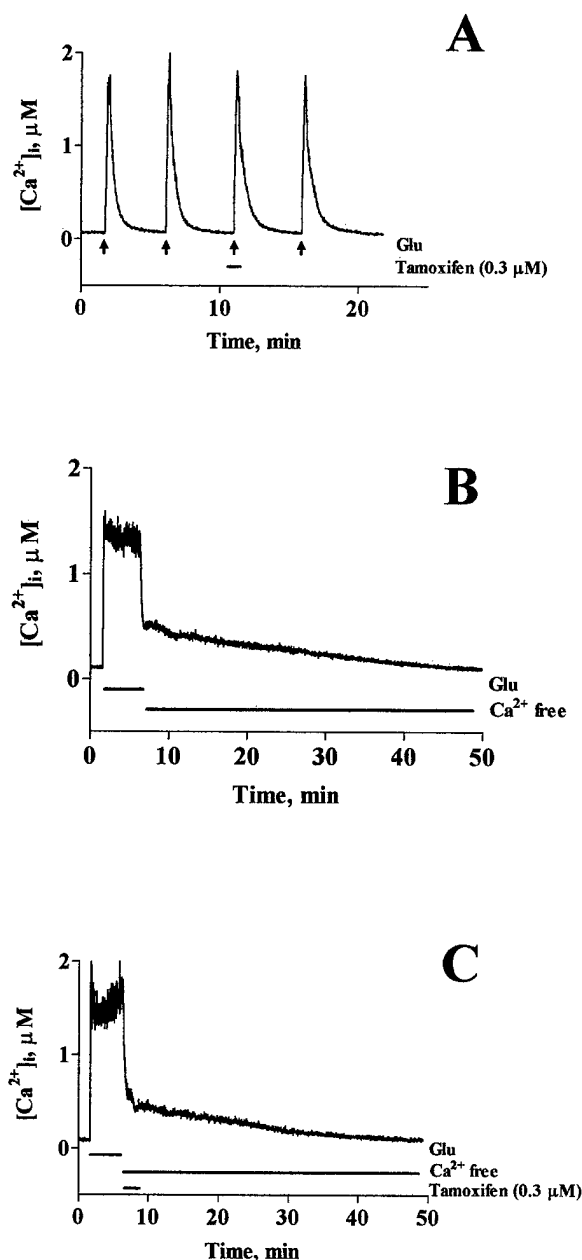 A
2
1
0
[Ca²⁺]ᵢ, μM
Glu
Tamoxifen (0.3 μM)
0 10 20
Time, min
B
2
1
0
[Ca²⁺]ᵢ, μM
Glu
Ca²⁺ free
0 10 20 30 40 50
Time, min
C
2
1
0
[Ca²⁺]ᵢ, μM
Glu
Ca²⁺ free
Tamoxifen (0.3 μM)
0 10 20 30 40 50
Time, min